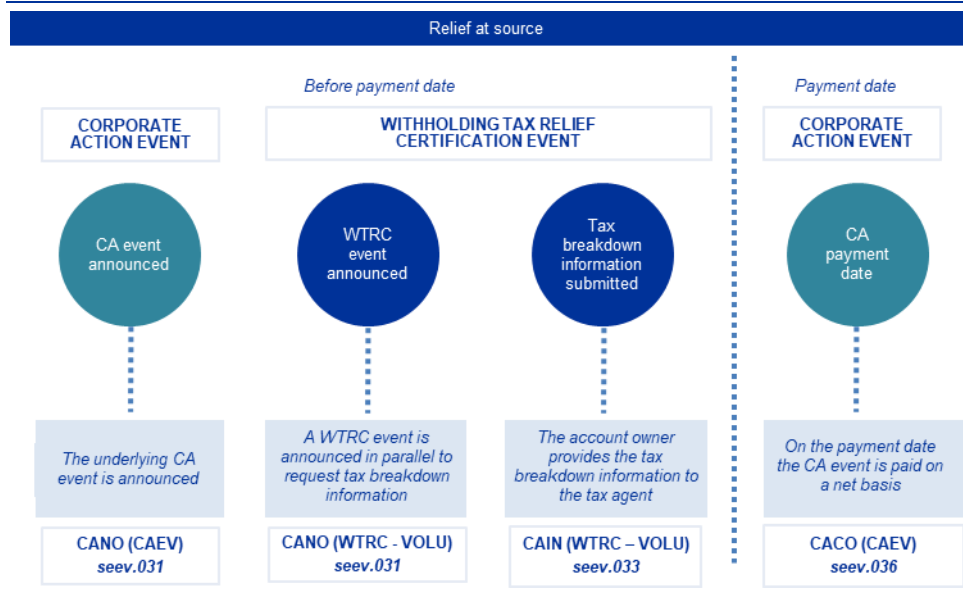 Relief at source
Before payment date
Payment date
CORPORATE
ACTION EVENT
WITHHOLDING TAX RELIEF
CERTIFICATION EVENT
CORPORATE
ACTION EVENT
CA event
announced
WTRC
event
announced
Tax
breakdown
information
submitted
CA
payment
date
The underlying CA
event is announced
A WTRC event is
announced in parallel to
request tax breakdown
information
The account owner
provides the tax
breakdown information to
the tax agent
On the payment date
the CA event is paid on
a net basis
CANO (CAEV)
seev.031
CANO (WTRC - VOLU)
seev.031
CAIN (WTRC – VOLU)
seev.033
CACO (CAEV)
seev.036